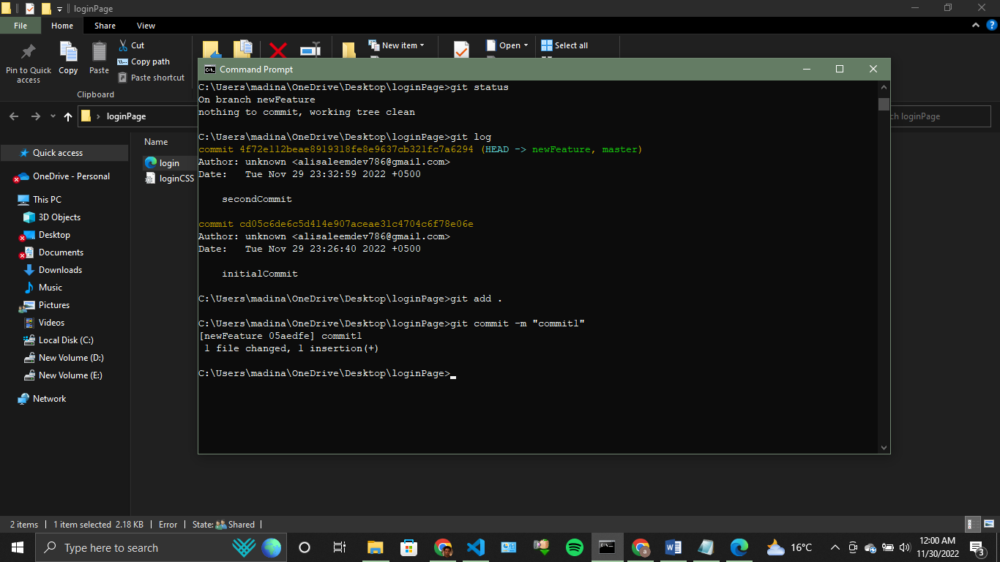 loginPage
File
Home
Share
View
Pin to Quick access
Copy
Paste
Cut
Copy path
Paste shortcut
Clipboard
New item
Open
Select all
loginPage
ch loginPage
Quick access
OneDrive - Personal
This PC
3D Objects
Desktop
Documents
Downloads
Music
Pictures
Videos
Local Disk (C:)
New Volume (D:)
New Volume (E:)
Network
Name
login
loginCSS
Command Prompt
C:\Users\madina\OneDrive\Desktop\loginPage>git status
On branch newFeature
nothing to commit, working tree clean
C:\Users\madina\OneDrive\Desktop\loginPage>git log
commit 4f72e112beae8919318fe8e9637cb321fc7a6294 (HEAD -> newFeature, master)
Author: unknown <alisaleemdev786@gmail.com>
Date:   Tue Nov 29 23:32:59 2022 +0500
secondCommit
commit cd05c6de6c5d414e907aceae31c4704c6f78e06e
Author: unknown <alisaleemdev786@gmail.com>
Date:   Tue Nov 29 23:26:40 2022 +0500
initialCommit
C:\Users\madina\OneDrive\Desktop\loginPage>git add .
C:\Users\madina\OneDrive\Desktop\loginPage>git commit -m "commit1"
[newFeature 05aedfe] commit1
1 file changed, 1 insertion(+)
C:\Users\madina\OneDrive\Desktop\loginPage>
2 items
1 item selected 2.18 KB
Error
State: Shared
Type here to search
16°C
12:00 AM
11/30/2022
3